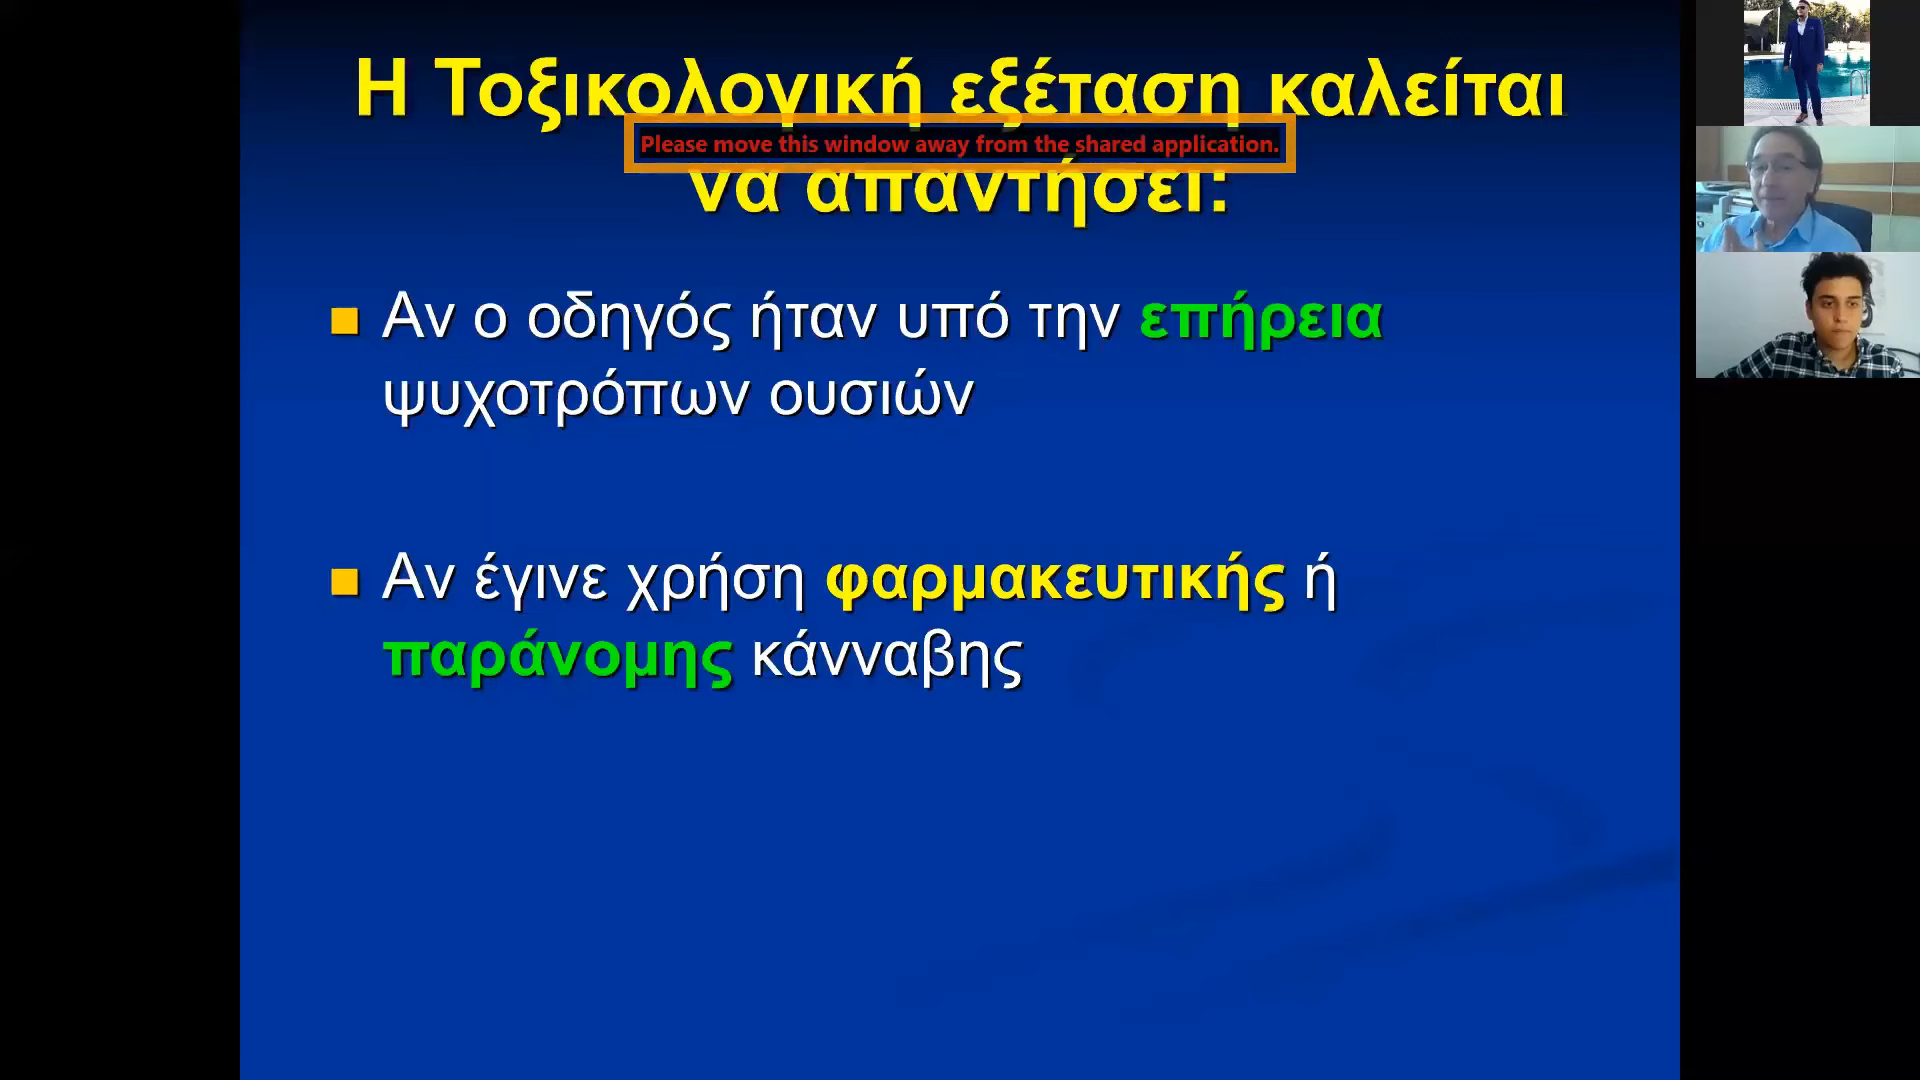 Η Τοξικολογική εξέταση καλείται
Please move this window away from the shared application.
να απαντήσει:
Αν ο οδηγός ήταν υπό την επήρεια
ψυχοτρόπων ουσιών
Αν έγινε χρήση φαρμακευτικής ή
παράνομης κάνναβης